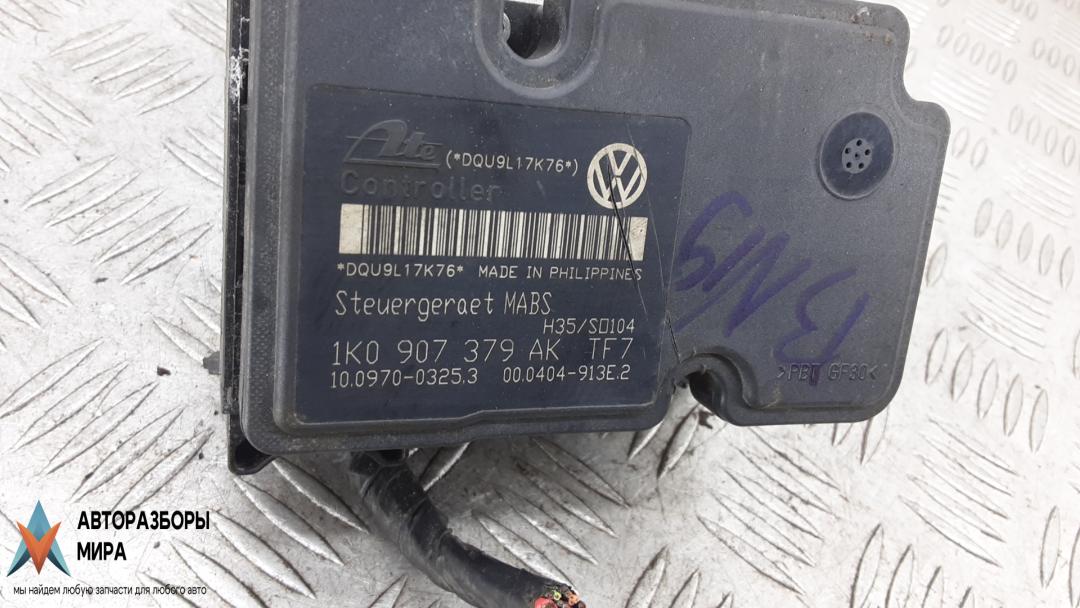 Ate (*DQU9L17K76*)
Controller
*DQU9L17K76* MADE IN PHILIPPINES
Steuergeraet MABS
H35/S0104
1K0 907 379 AK TF7
10.0970-0325.3 00.0404-913E.2
>PBT GF30<
АВТОРАЗБОРЫ
МИРА
мы найдем любую запчасти для любого авто